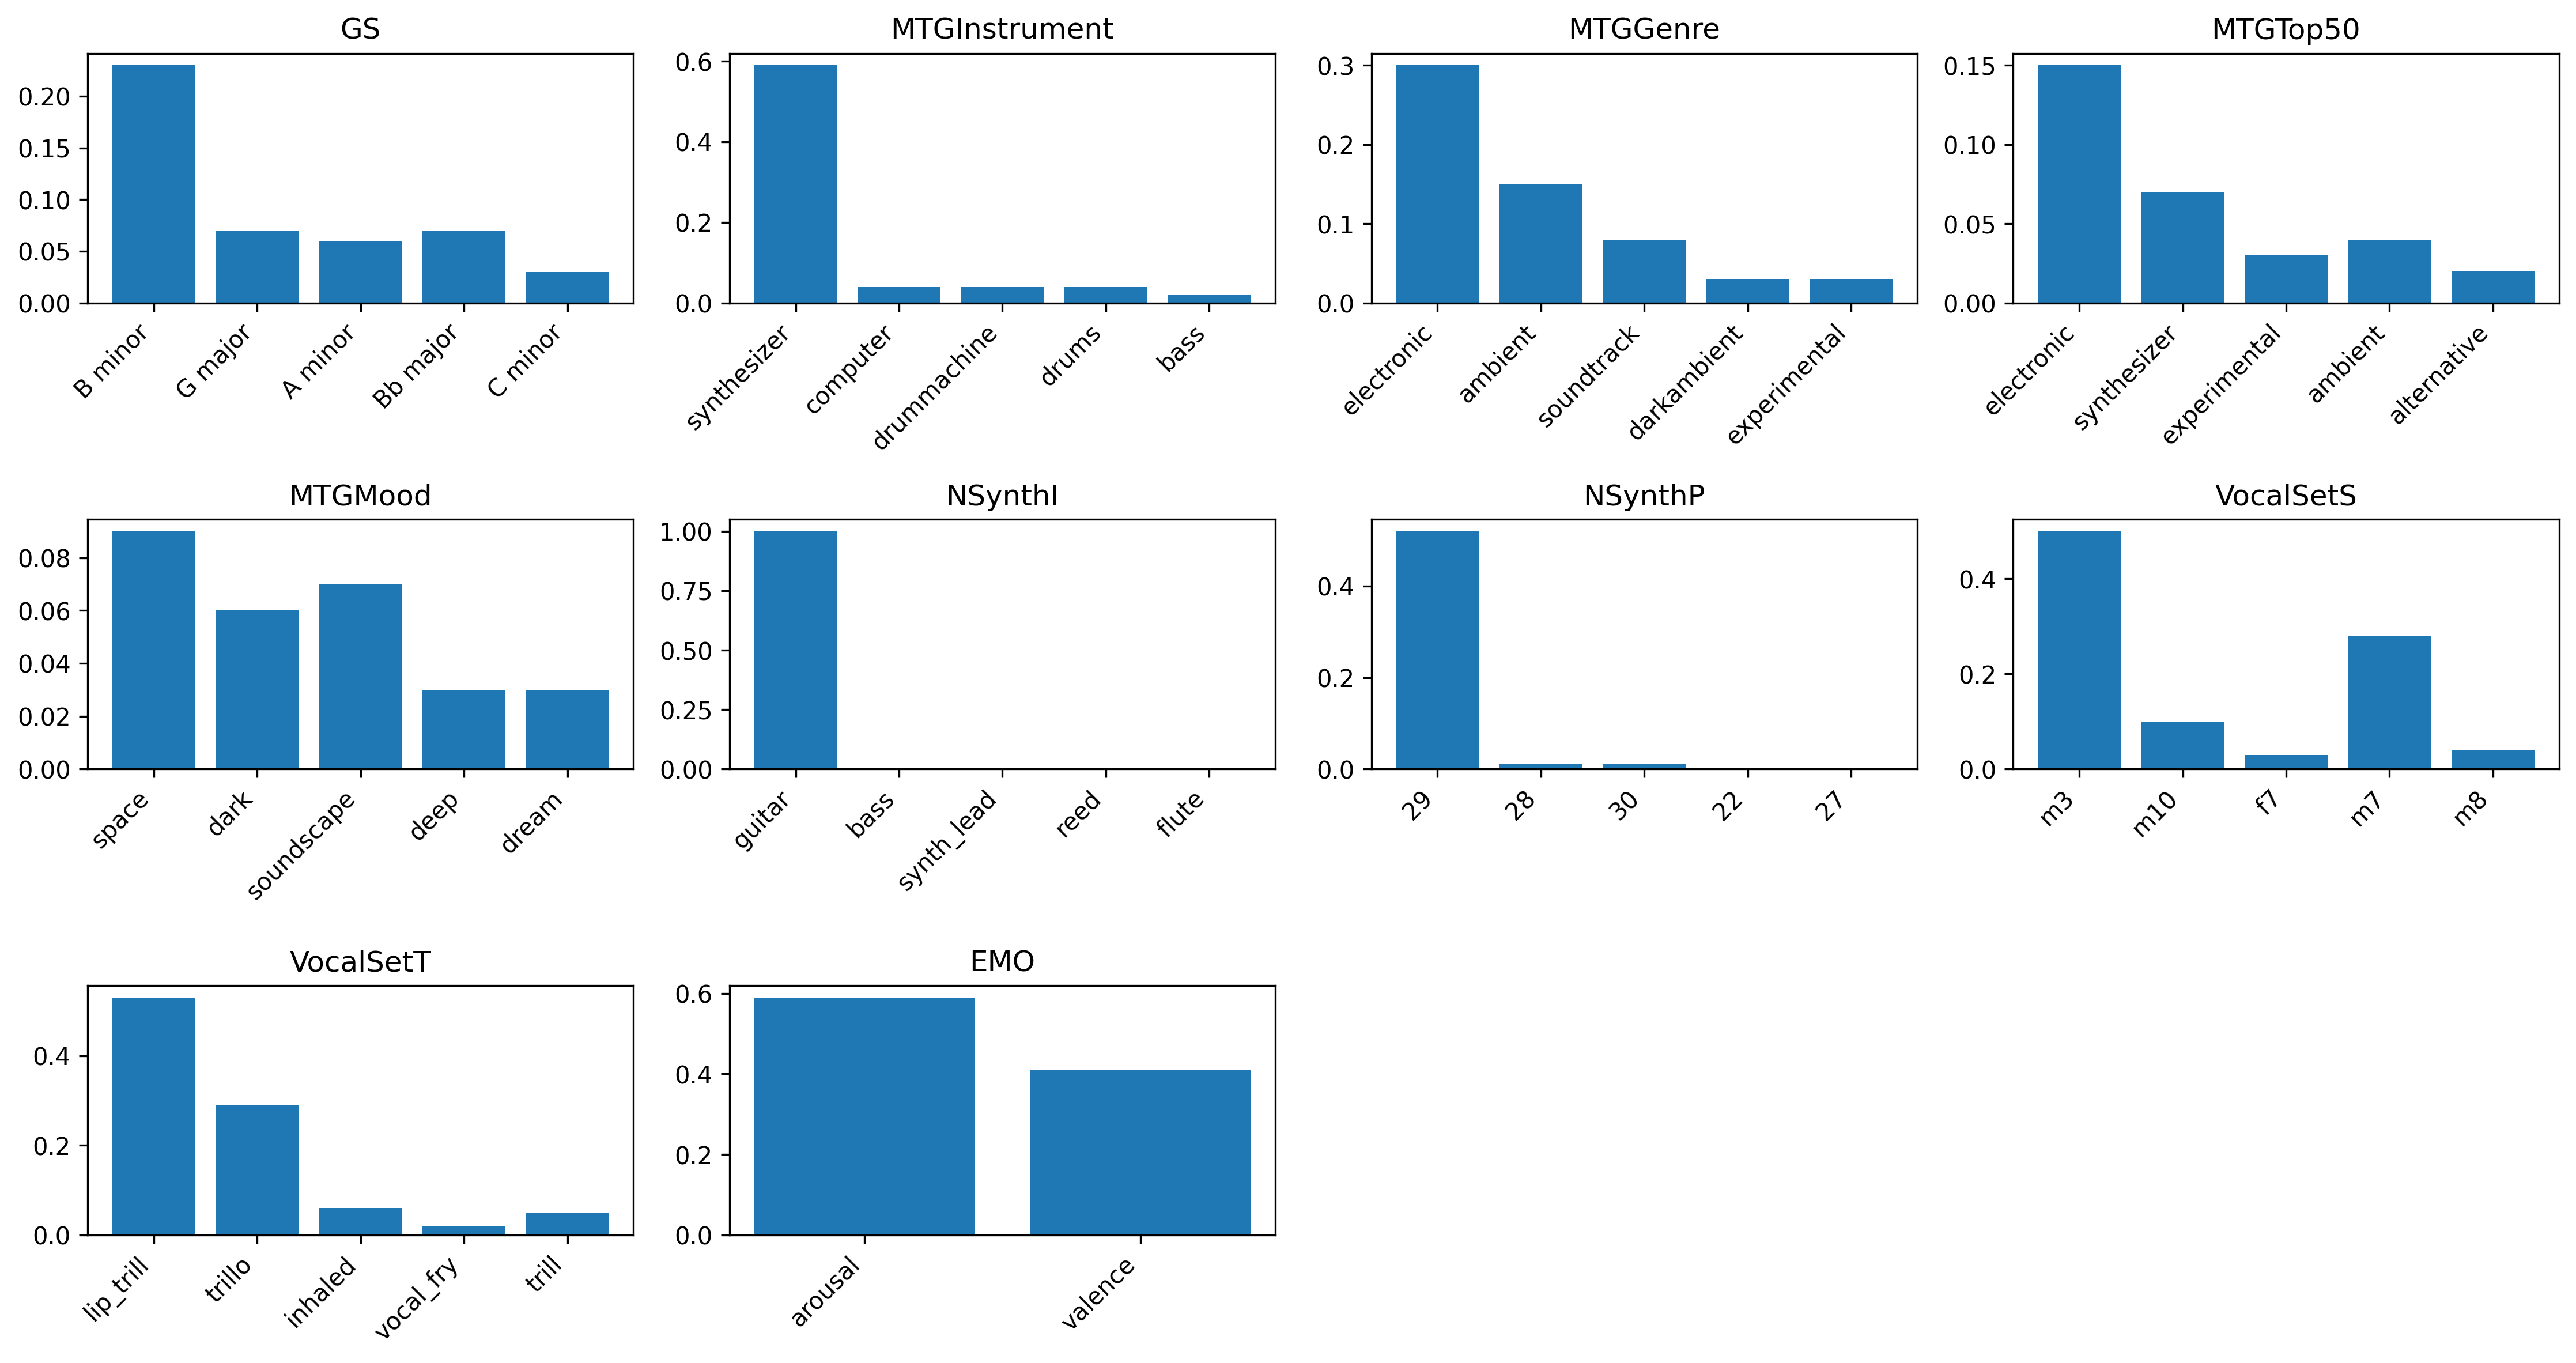 GS
0.20
0.15
0.10
0.05
0.00
B minor
G major
A minor
Bb major
C minor
MTGInstrument
0.6
0.4
0.2
0.0
synthesizer
computer
drummachine
drums
bass
MTGGenre
0.3
0.2
0.1
0.0
electronic
ambient
soundtrack
darkambient
experimental
MTGTop50
0.15
0.10
0.05
0.00
electronic
synthesizer
experimental
ambient
alternative
MTGMood
0.08
0.06
0.04
0.02
0.00
space
dark
soundscape
deep
dream
NSynthI
1.00
0.75
0.50
0.25
0.00
guitar
bass
synth_lead
reed
flute
NSynthP
0.4
0.2
0.0
29
28
30
22
27
VocalSetS
0.4
0.2
0.0
m3
m10
f7
m7
m8
VocalSetT
0.4
0.2
0.0
lip_trill
trillo
inhaled
vocal_fry
trill
EMO
0.6
0.4
0.2
0.0
arousal
valence